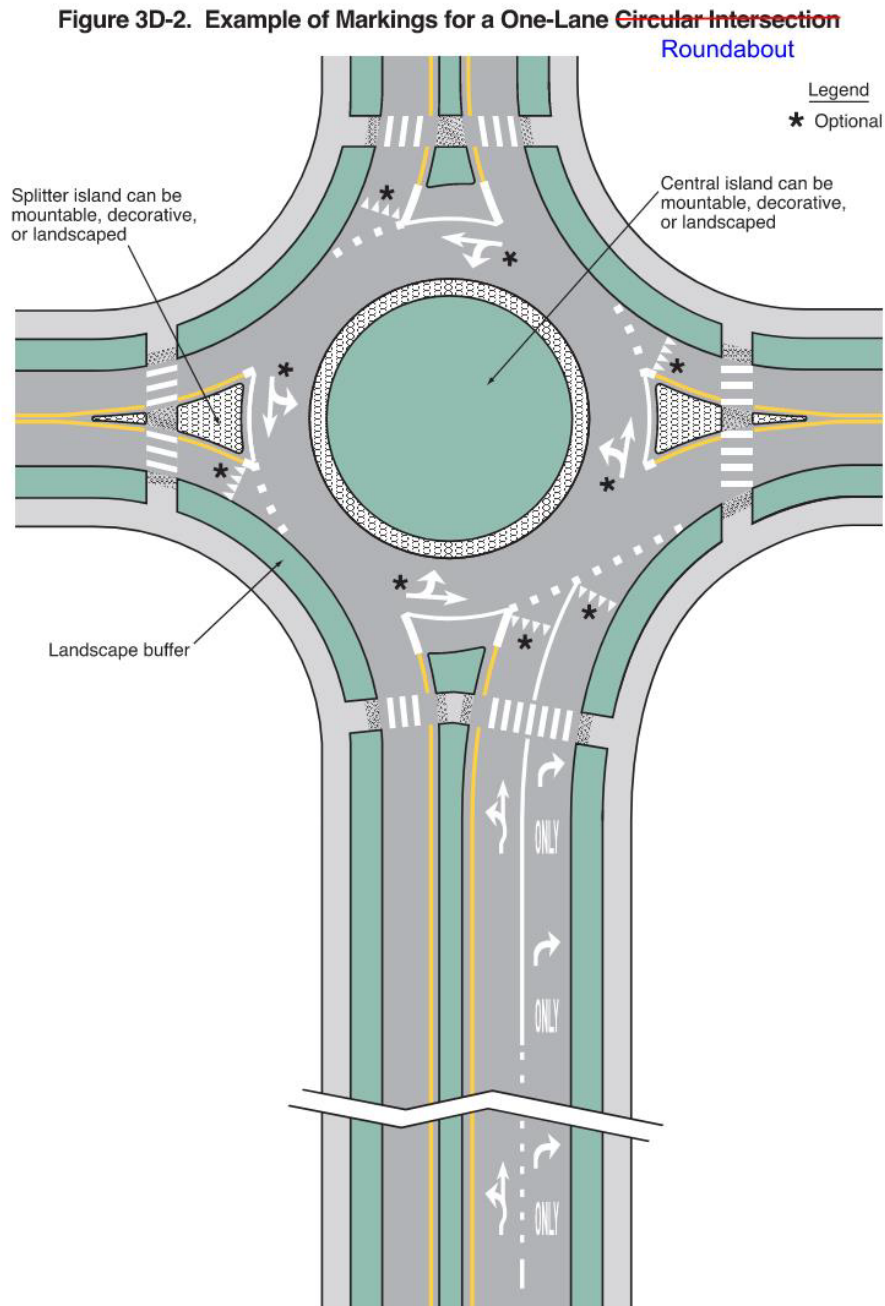 Figure 3D-2. Example of Markings for a One-Lane Circular Intersection
Roundabout
Legend
* Optional
Splitter island can be
mountable, decorative,
or landscaped
Central island can be
mountable, decorative,
or landscaped
*
*
*
*
*
*
*
*
*
Landscape buffer
ONLY
ONLY
ONLY